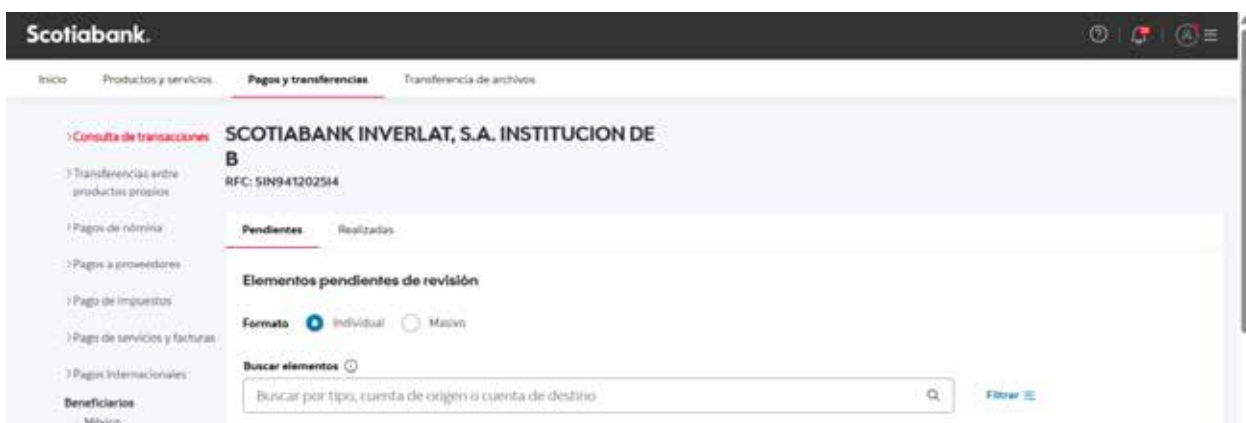 Scotiabank.
Inicio Productos y servicios Pagos y transferencias Transferencia de archivos
Consulta de transacciones
Transferencias entre
productos propios
Pagos de nómina
Pagos a proveedores
Pago de impuestos
Pago de servicios y facturas
Pagos Internacionales
Beneficiarios
México
SCOTIABANK INVERLAT, S.A. INSTITUCION DE
B
RFC: SIN9412025I4
Pendientes Realizadas
Elementos pendientes de revisión
Formato Individual Masivo
Buscar elementos
Buscar por tipo, cuenta de origen o cuenta de destino
Filtrar